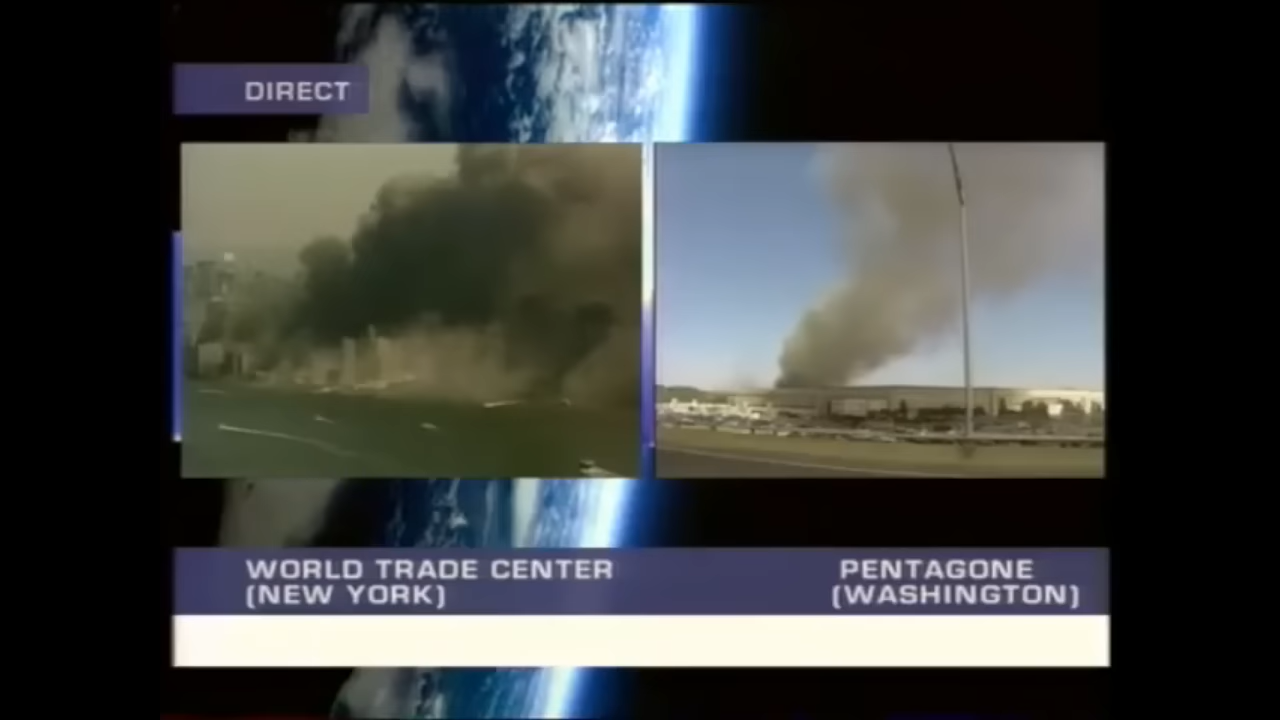 DIRECT
WORLD TRADE CENTER
(NEW YORK)
PENTAGONE
(WASHINGTON)